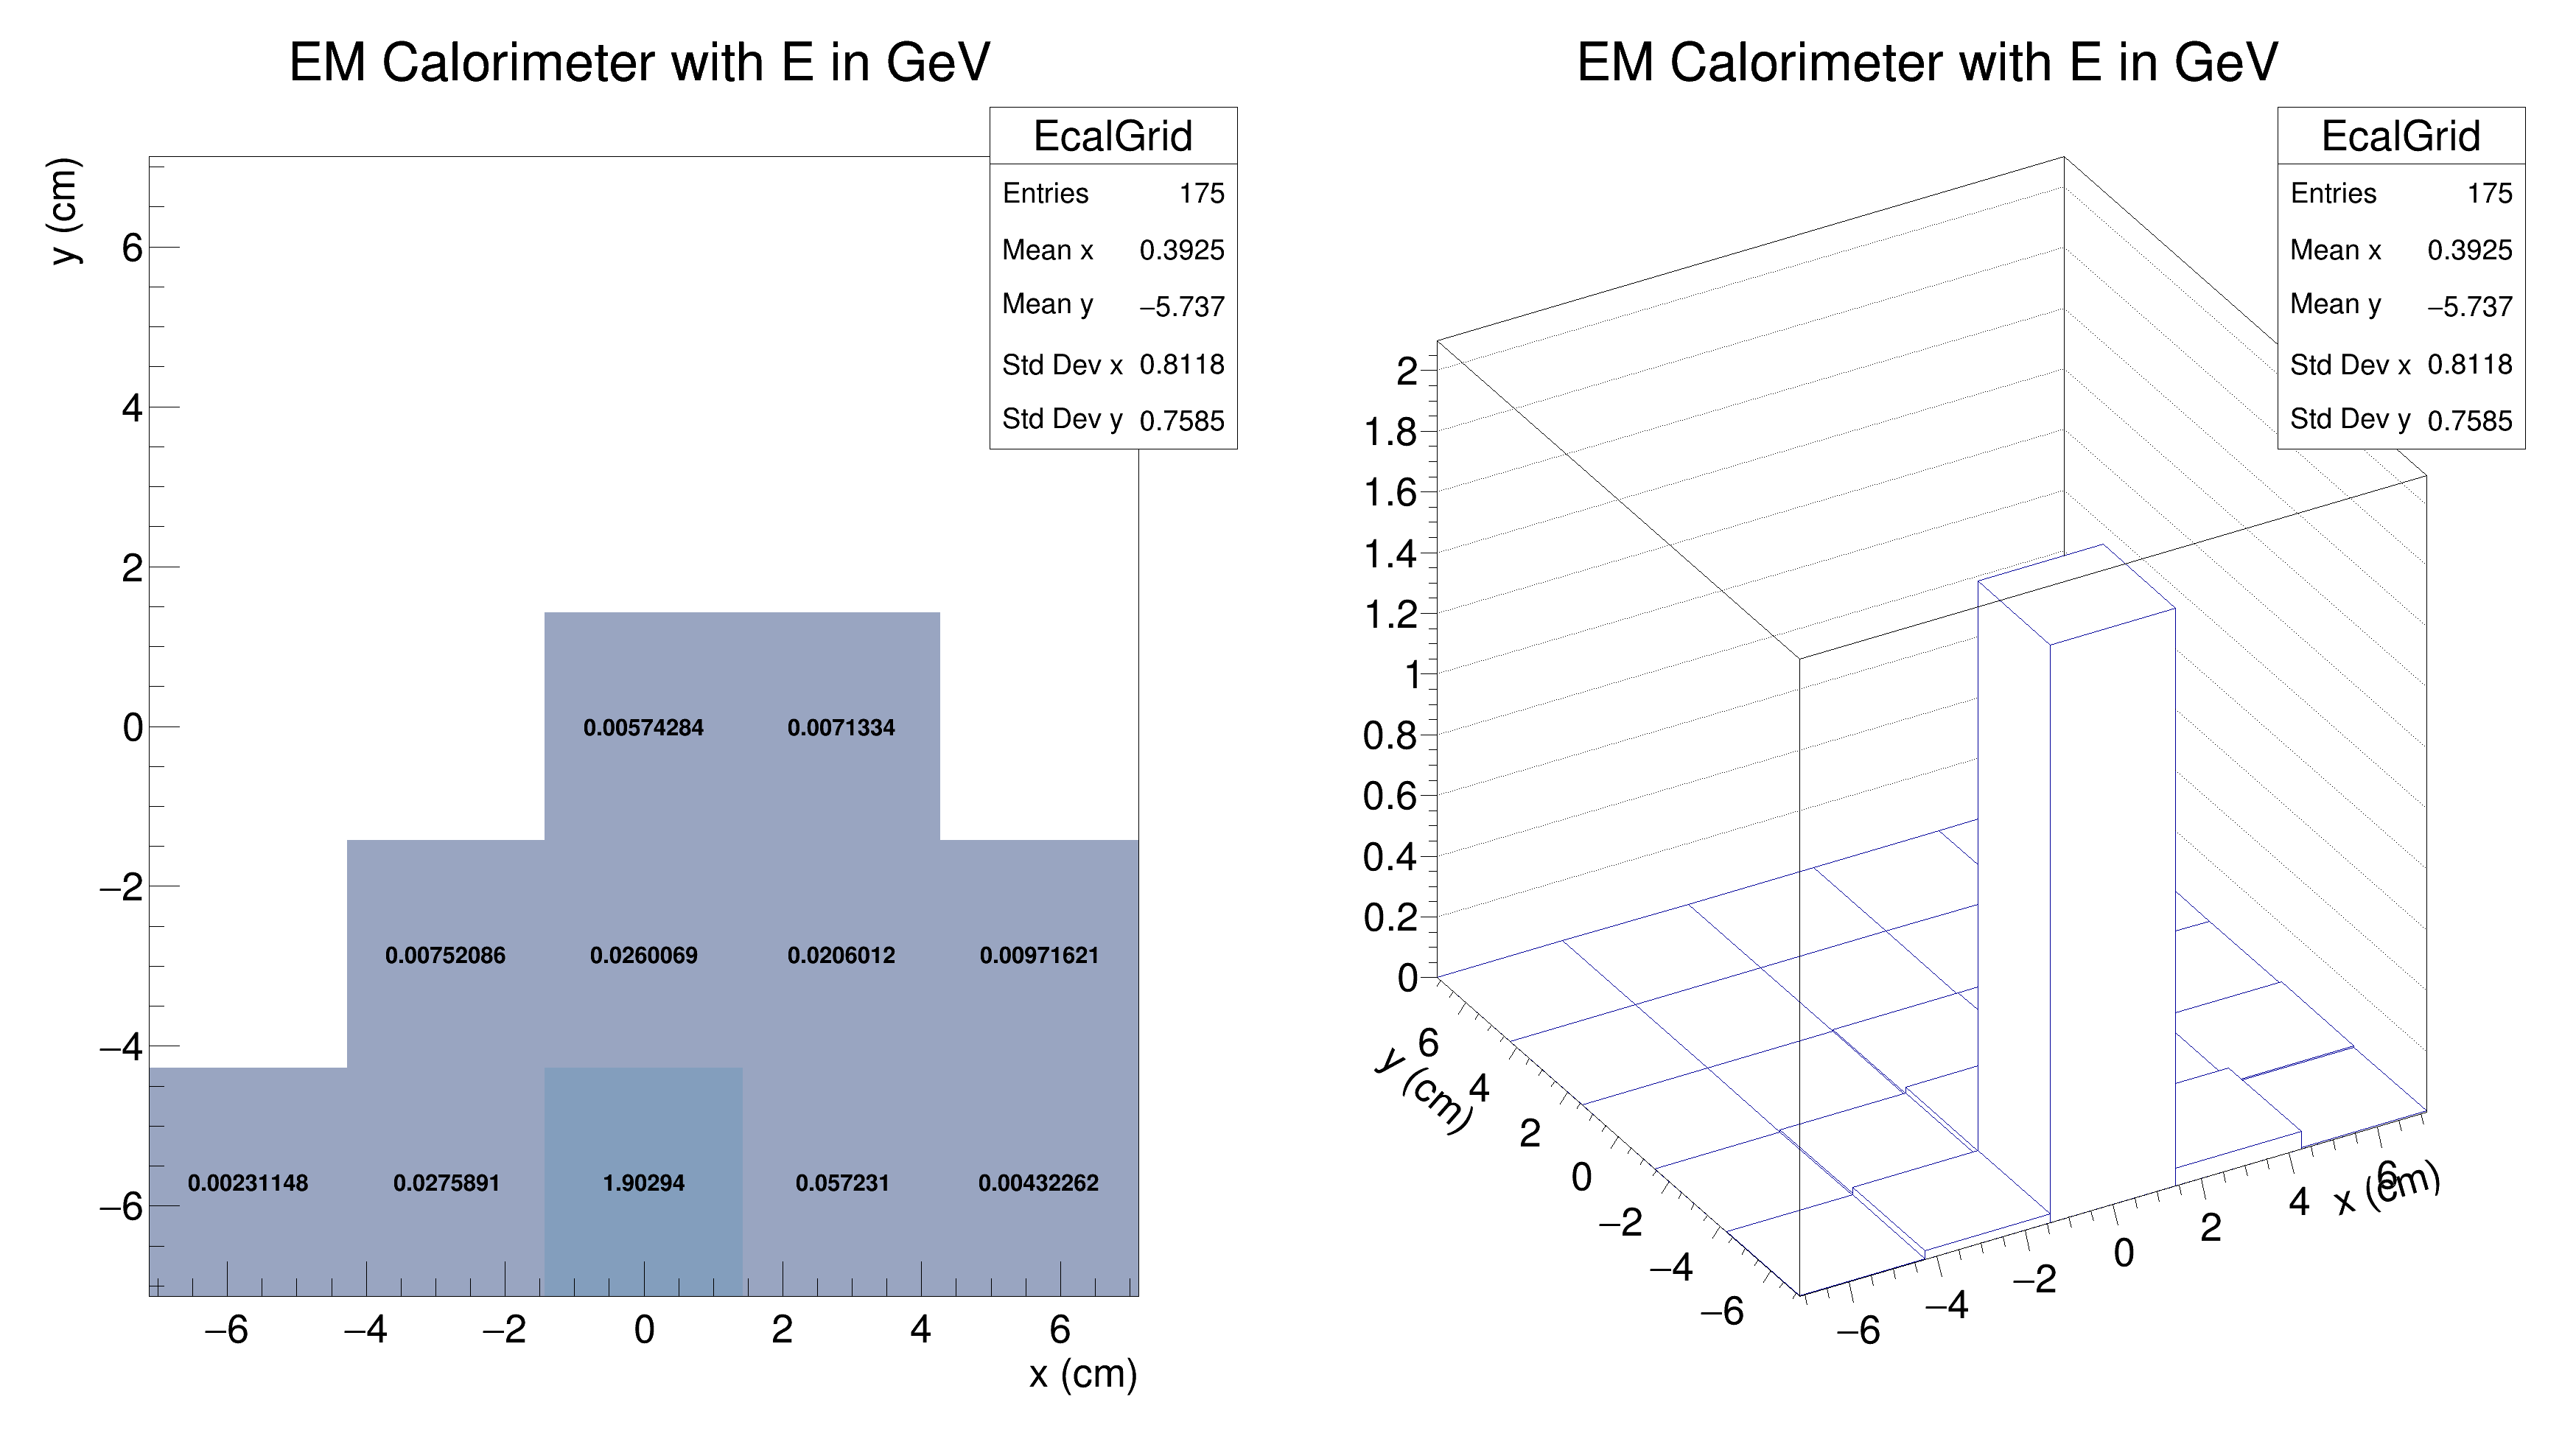 EM Calorimeter with E in GeV
EcalGrid
Entries 175
Mean x 0.3925
Mean y −5.737
Std Dev x 0.8118
Std Dev y 0.7585
y (cm)
6
4
2
0
−2
−4
−6
0.00574284 0.0071334
0.00752086 0.0260069 0.0206012 0.00971621
0.00231148 0.0275891 1.90294 0.057231 0.00432262
−6 −4 −2 0 2 4 6
x (cm)
EM Calorimeter with E in GeV
EcalGrid
Entries 175
Mean x 0.3925
Mean y −5.737
Std Dev x 0.8118
Std Dev y 0.7585
2
1.8
1.6
1.4
1.2
1
0.8
0.6
0.4
0.2
0
y (cm)
6
4
2
0
−2
−4
−6
−6 −4 −2 0 2 4 6
x (cm)